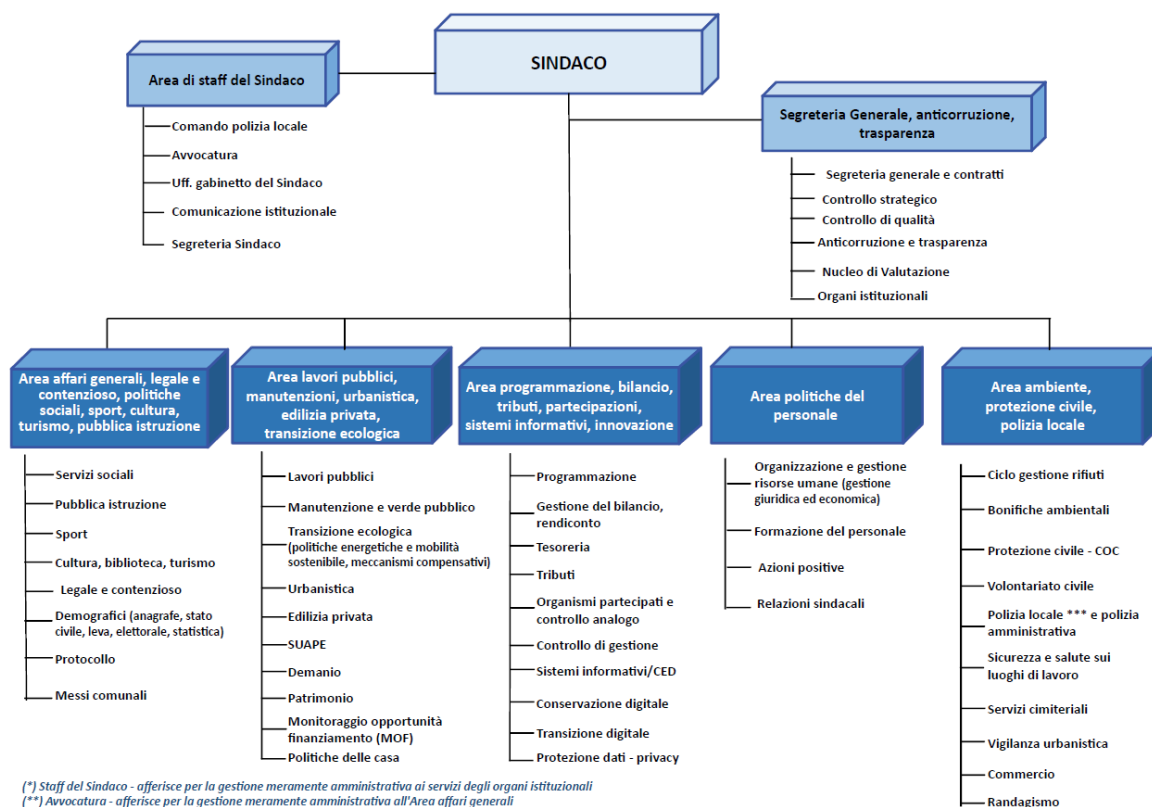 SINDACO
Area di staff del Sindaco
Comando polizia locale
Avvocatura
Uff. gabinetto del Sindaco
Comunicazione istituzionale
Segreteria Sindaco
Segreteria Generale, anticorruzione,
trasparenza
Segreteria generale e contratti
Controllo strategico
Controllo di qualità
Anticorruzione e trasparenza
Nucleo di Valutazione
Organi istituzionali
Area affari generali, legale e
contenzioso, politiche
sociali, sport, cultura,
turismo, pubblica istruzione
Servizi sociali
Pubblica istruzione
Sport
Cultura, biblioteca, turismo
Legale e contenzioso
Demografici (anagrafe, stato
civile, leva, elettorale, statistica)
Protocollo
Messi comunali
Area lavori pubblici,
manutenzioni, urbanistica,
edilizia privata,
transizione ecologica
Lavori pubblici
Manutenzione e verde pubblico
Transizione ecologica
(politiche energetiche e mobilità
sostenibile, meccanismi compensativi)
Urbanistica
Edilizia privata
SUAPE
Demanio
Patrimonio
Monitoraggio opportunità
finanziamento (MOF)
Politiche delle casa
Area programmazione, bilancio,
tributi, partecipazioni,
sistemi informativi, innovazione
Programmazione
Gestione del bilancio,
rendiconto
Tesoreria
Tributi
Organismi partecipati e
controllo analogo
Controllo di gestione
Sistemi informativi/CED
Conservazione digitale
Transizione digitale
Protezione dati - privacy
Area politiche del
personale
Organizzazione e gestione
risorse umane (gestione
giuridica ed economica)
Formazione del personale
Azioni positive
Relazioni sindacali
Area ambiente,
protezione civile,
polizia locale
Ciclo gestione rifiuti
Bonifiche ambientali
Protezione civile - COC
Volontariato civile
Polizia locale *** e polizia
amministrativa
Sicurezza e salute sui
luoghi di lavoro
Servizi cimiteriali
Vigilanza urbanistica
Commercio
Randagismo
(*) Staff del Sindaco - afferisce per la gestione meramente amministrativa ai servizi degli organi istituzionali
(**) Avvocatura - afferisce per la gestione meramente amministrativa all'Area affari generali